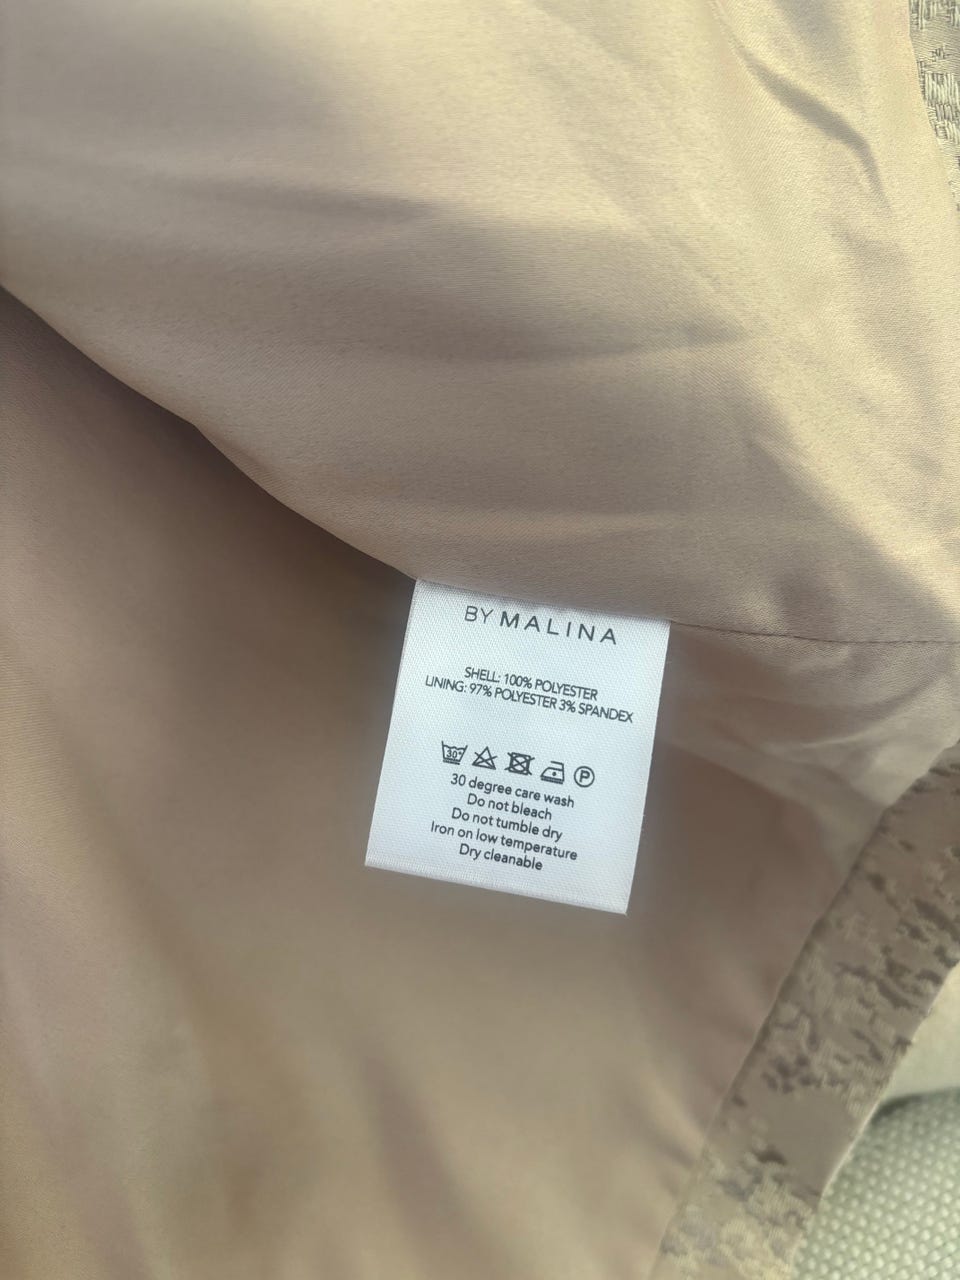 BY MALINA
SHELL: 100% POLYESTER
LINING: 97% POLYESTER 3% SPANDEX
30° P
30 degree care wash
Do not bleach
Do not tumble dry
Iron on low temperature
Dry cleanable